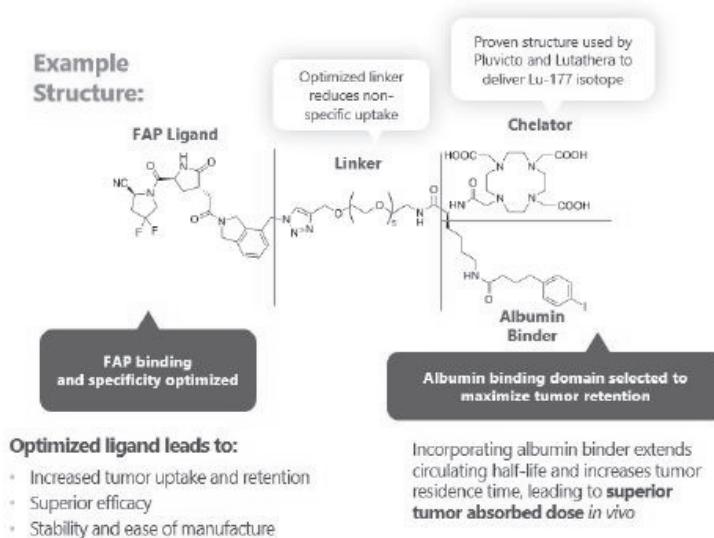 Example
Structure:
Optimized linker
reduces non-
specific uptake
Proven structure used by
Pluvicto and Lutathera to
deliver Lu-177 isotope
FAP Ligand
Linker
Chelator
H
N
O
O
NC
N
F
F
O
N
N
N=N
O
O
5
O
HN
O
HOOC
COOH
N
N
N
N
HN
O
COOH
HN
O
I
Albumin
Binder
FAP binding
and specificity optimized
Albumin binding domain selected to
maximize tumor retention
Optimized ligand leads to:
• Increased tumor uptake and retention
• Superior efficacy
• Stability and ease of manufacture
Incorporating albumin binder extends
circulating half-life and increases tumor
residence time, leading to superior
tumor absorbed dose in vivo